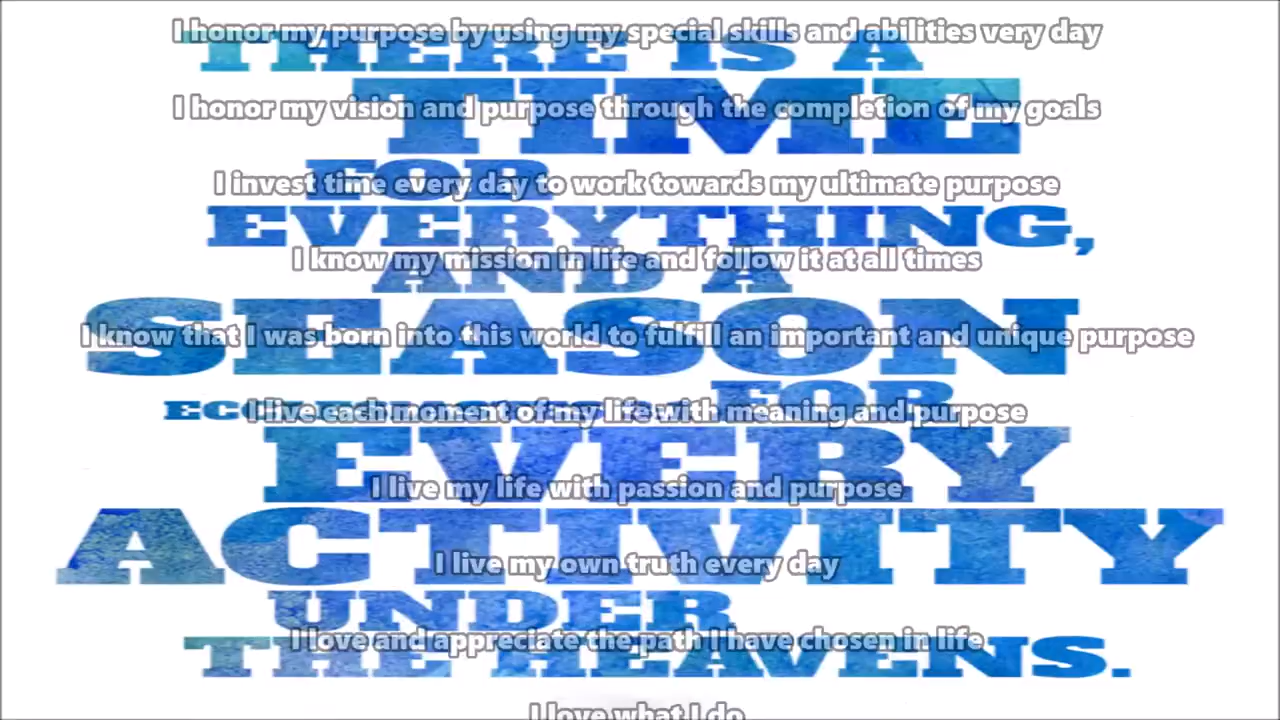 I honor my purpose by using my special skills and abilities very day
THERE IS A
TIME
I honor my vision and purpose through the completion of my goals
FOR
I invest time every day to work towards my ultimate purpose
EVERYTHING,
I know my mission in life and follow it at all times
AND A
SEASON
I know that I was born into this world to fulfill an important and unique purpose
FOR
I live each moment of my life with meaning and purpose
EVERY
I live my life with passion and purpose
ACTIVITY
I live my own truth every day
UNDER
I love and appreciate the path I have chosen in life
THE HEAVENS.
I love what I do